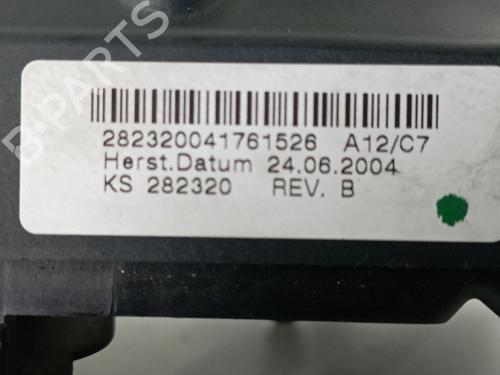 282320041761526 A12/C7
Herst.Datum 24.06.2004
KS 282320 REV. B
B-PARTS